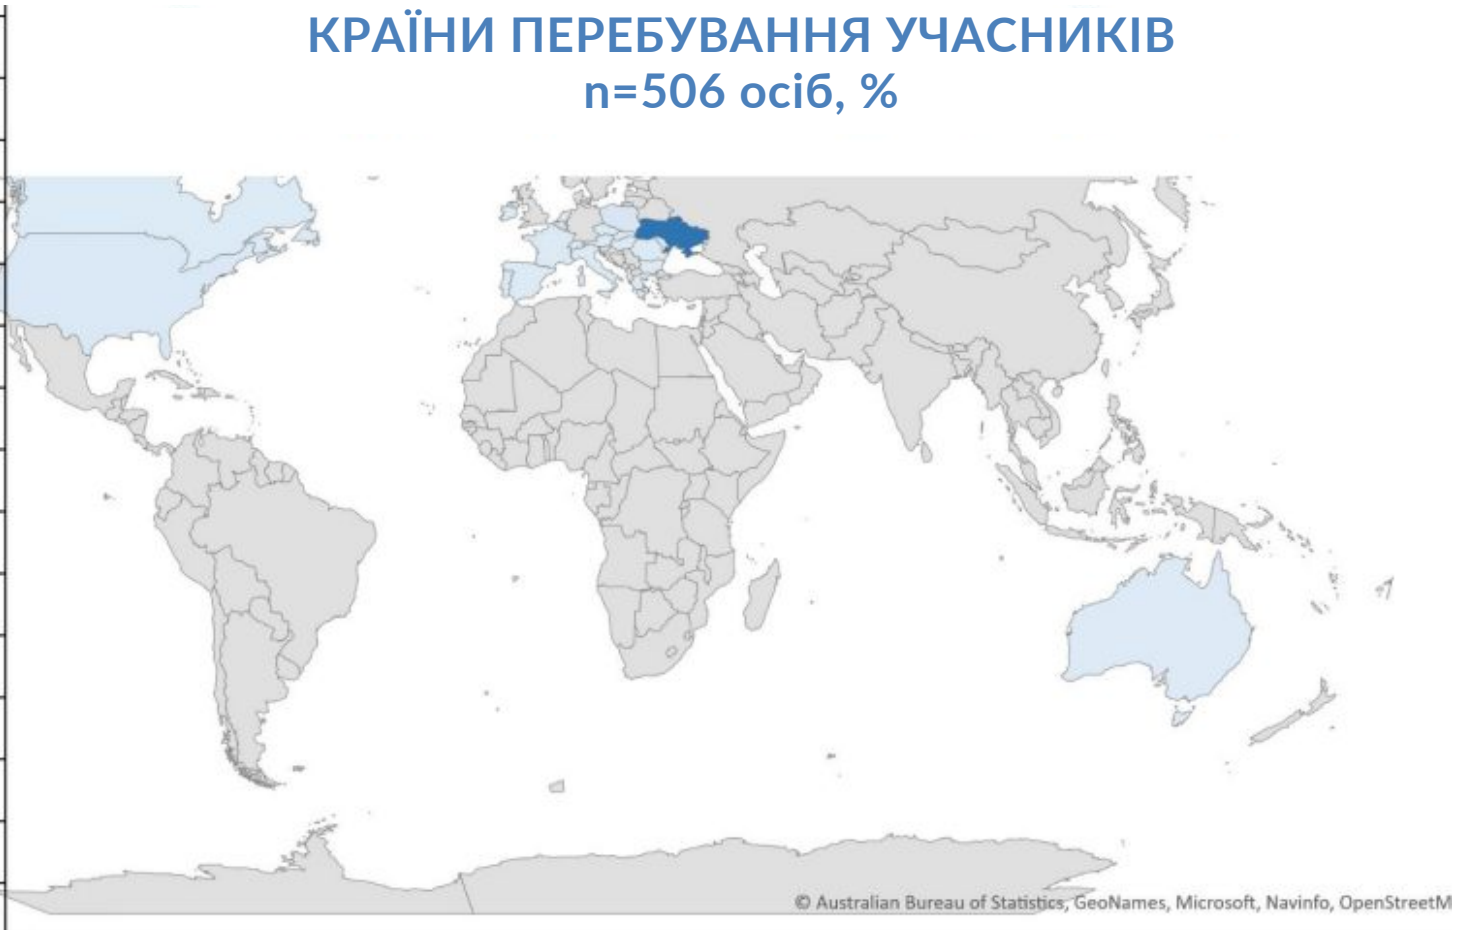 КРАЇНИ ПЕРЕБУВАННЯ УЧАСНИКІВ
n=506 осіб, %
© Australian Bureau of Statistics, GeoNames, Microsoft, Navinfo, OpenStreetM